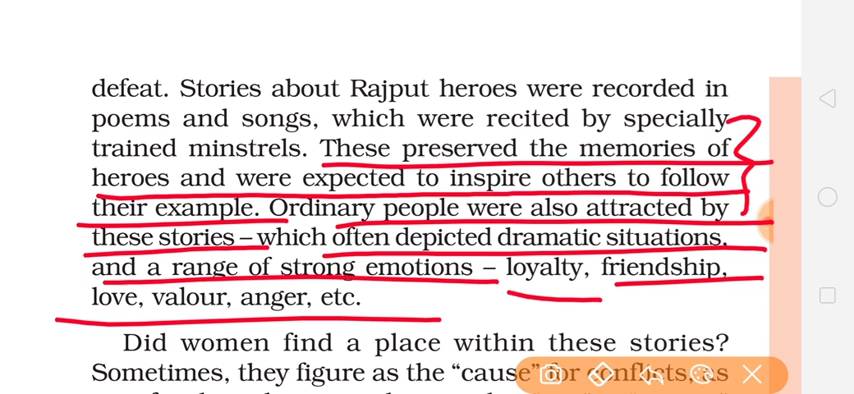 defeat. Stories about Rajput heroes were recorded in
poems and songs, which were recited by specially
trained minstrels. These preserved the memories of
heroes and were expected to inspire others to follow
their example. Ordinary people were also attracted by
these stories – which often depicted dramatic situations,
and a range of strong emotions – loyalty, friendship,
love, valour, anger, etc.
Did women find a place within these stories?
Sometimes, they figure as the “cause” for conflicts, as